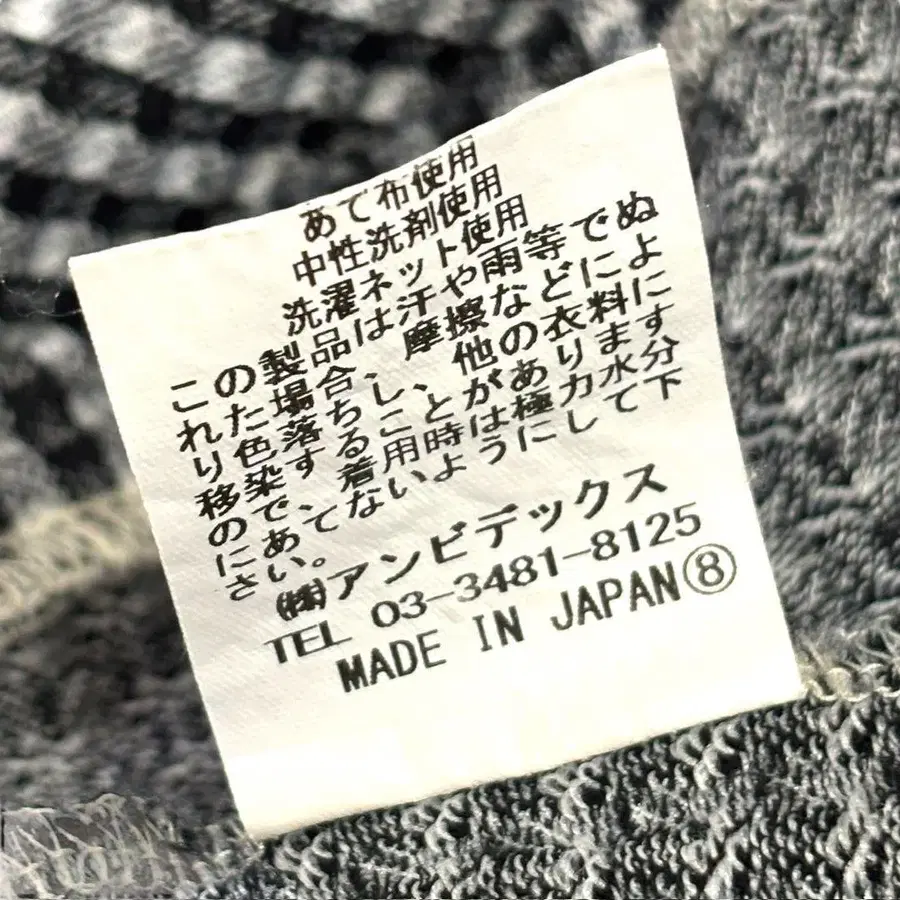 あて布使用
中性洗剤使用
洗濯ネット使用
この製品は汗や雨等でぬ
れた場合、摩擦などによ
り色落ちし、他の衣料に
移染することがあります
ので、着用時は極力水分
にあてないようにして下
さい。
㈱アンビデックス
TEL 03-3481-8125
MADE IN JAPAN⑧